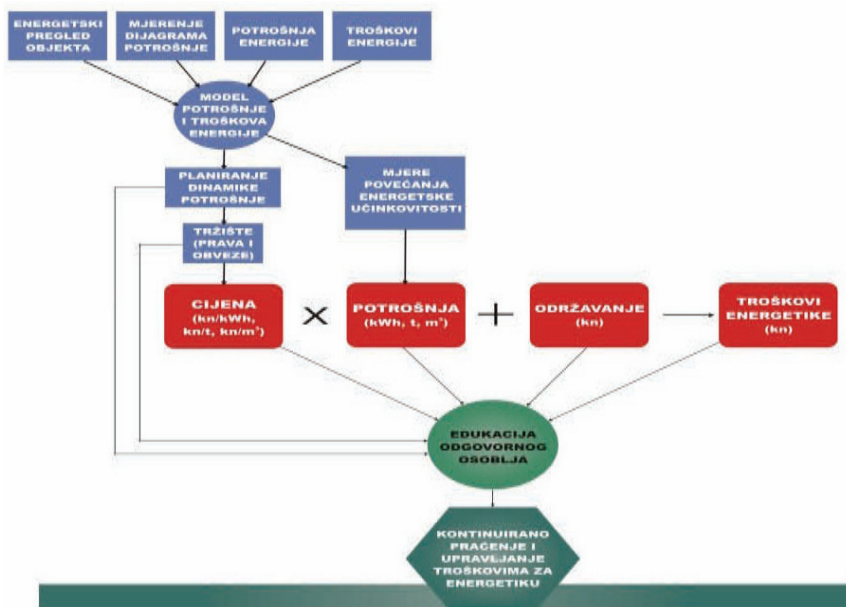 ENERGETSKI
PREGLED
OBJEKTA
MJERENJE
DIJAGRAMA
POTROŠNJE
POTROŠNJA
ENERGIJE
TROŠKOVI
ENERGIJE
MODEL
POTROŠNJE
I TROŠKOVA
ENERGIJE
PLANIRANJE
DINAMIKE
POTROŠNJE
MJERE
POVEĆANJA
ENERGETSKE
UČINKOVITOSTI
TRŽIŠTE
(PRAVA I
OBVEZE)
CIJENA
(kn/kWh,
kn/t, kn/m³)
×
POTROŠNJA
(kWh, t, m³)
+
ODRŽAVANJE
(kn)
TROŠKOVI
ENERGETIKE
(kn)
EDUKACIJA
ODGOVORNOG
OSOBLJA
KONTINUIRANO
PRAĆENJE I
UPRAVLJANJE
TROŠKOVIMA ZA
ENERGETIKU